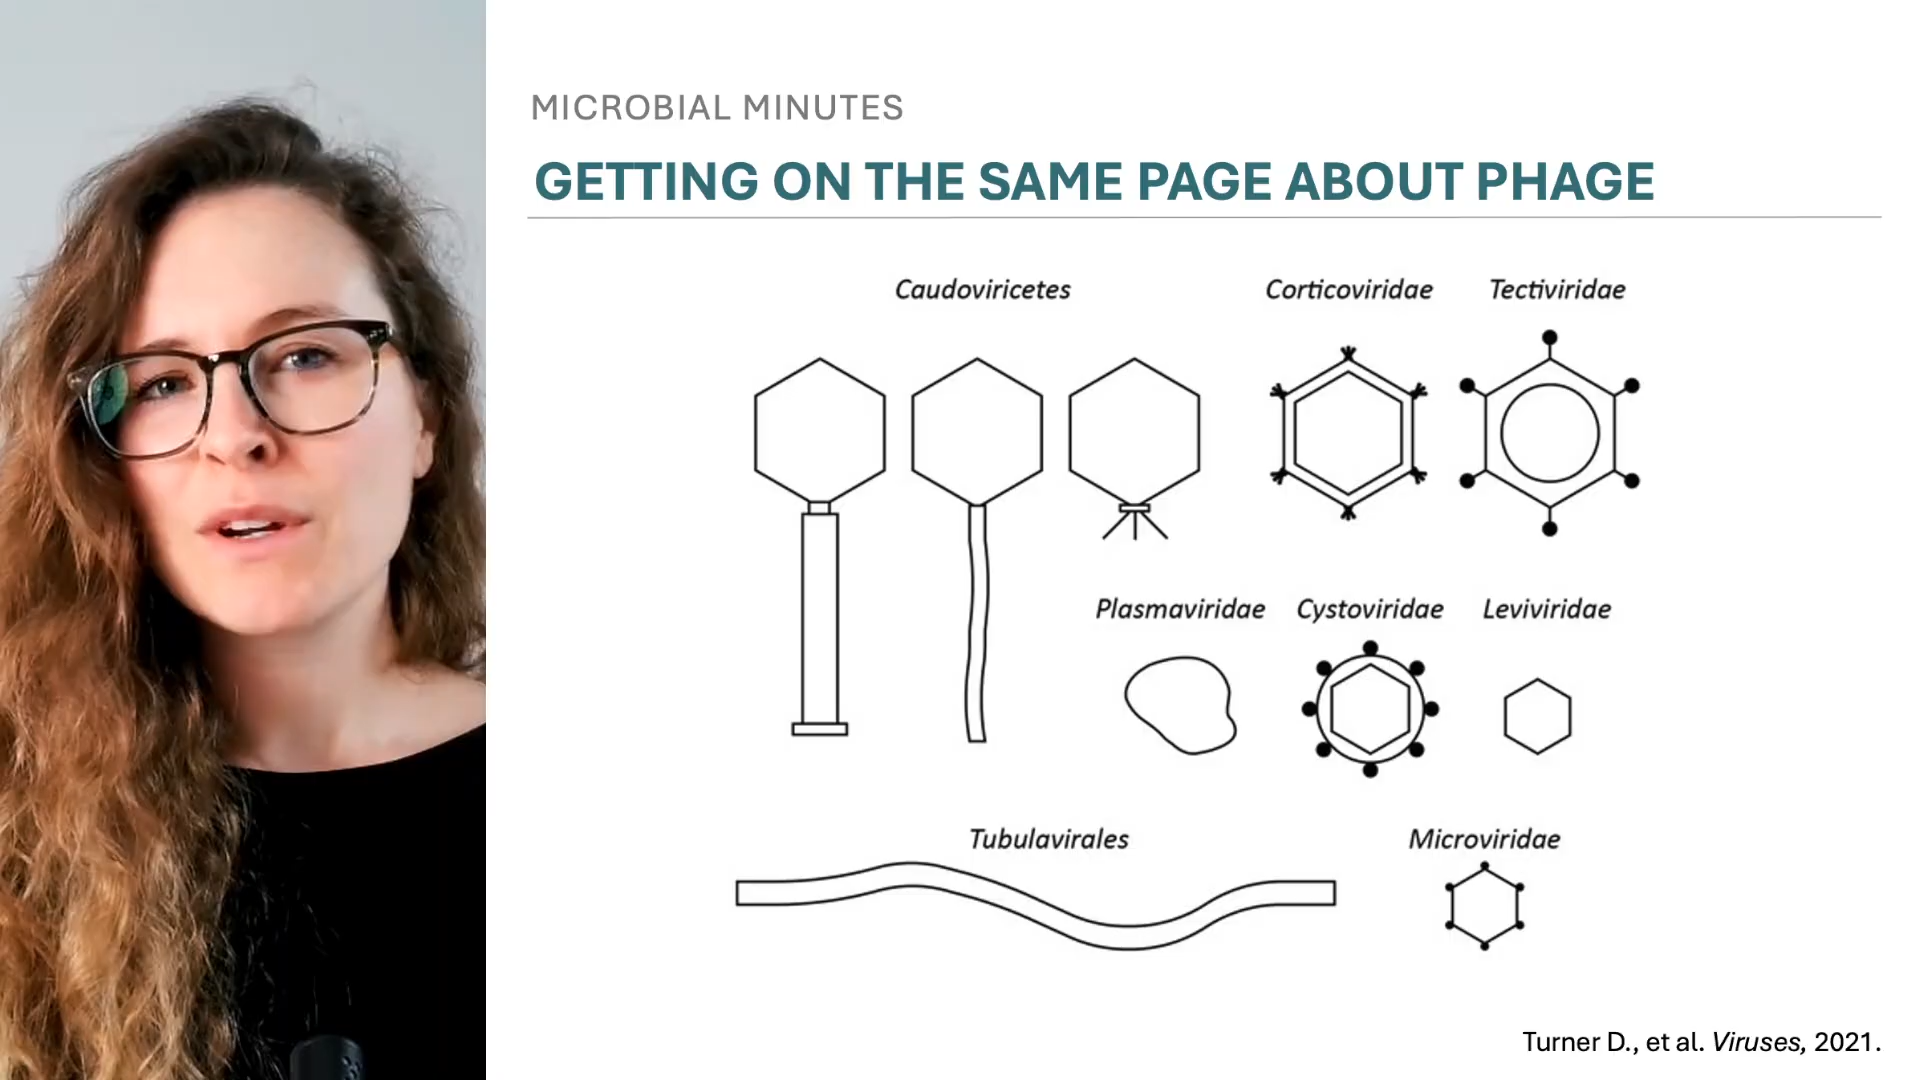 MICROBIAL MINUTES
GETTING ON THE SAME PAGE ABOUT PHAGE
Caudoviricetes
Corticoviridae
Tectiviridae
Plasmaviridae
Cystoviridae
Leviviridae
Tubulavirales
Microviridae
Turner D., et al. Viruses, 2021.